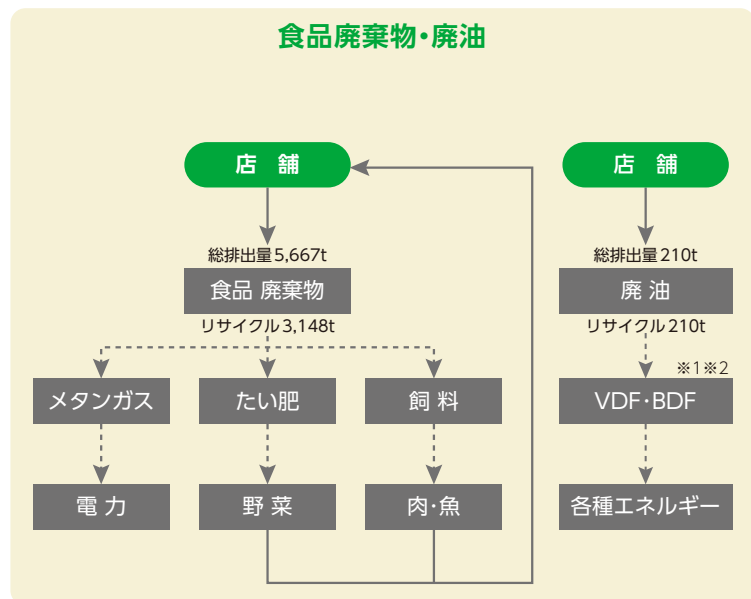 食品廃棄物・廃油
店 舗
店 舗
総排出量5,667t
総排出量210t
食品 廃棄物
廃 油
リサイクル3,148t
リサイクル210t
※1※2
メタンガス
たい肥
飼 料
VDF・BDF
電 力
野 菜
肉・魚
各種エネルギー